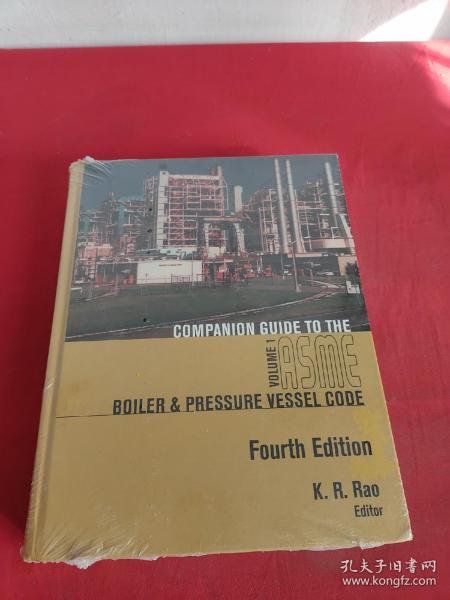 COMPANION GUIDE TO THE
VOLUME 1
ASME
BOILER & PRESSURE VESSEL CODE
Fourth Edition
K. R. Rao
Editor
孔夫子旧书网
www.kongfz.com